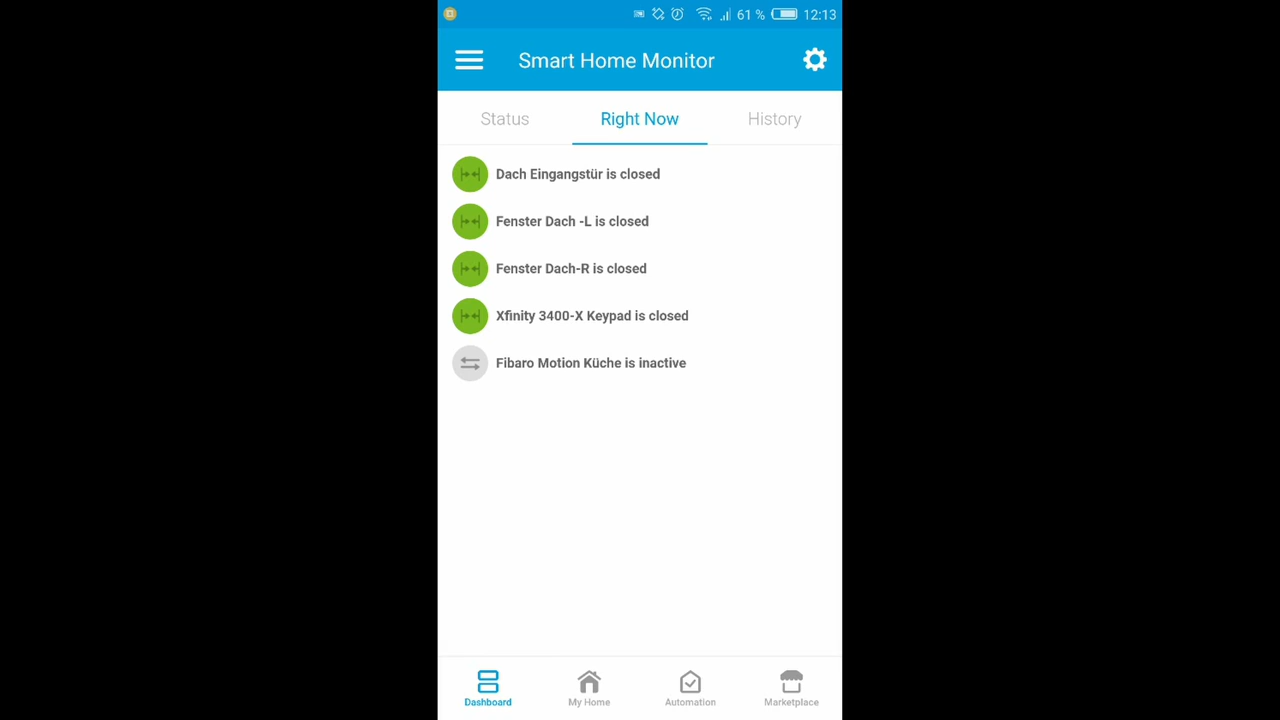 61 % 12:13
Smart Home Monitor
Status Right Now History
Dach Eingangstür is closed
Fenster Dach -L is closed
Fenster Dach-R is closed
Xfinity 3400-X Keypad is closed
Fibaro Motion Küche is inactive
Dashboard My Home Automation Marketplace